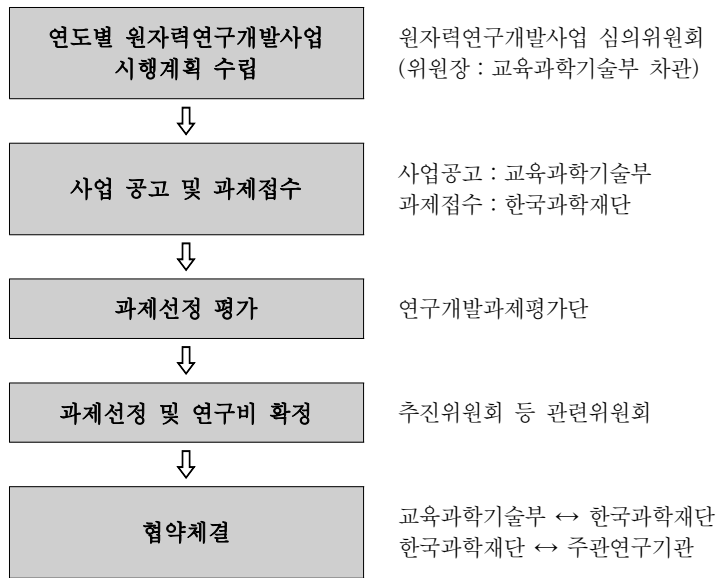 연도별 원자력연구개발사업
시행계획 수립
원자력연구개발사업 심의위원회
(위원장 : 교육과학기술부 차관)
⇩
사업 공고 및 과제접수
사업공고 : 교육과학기술부
과제접수 : 한국과학재단
⇩
과제선정 평가
연구개발과제평가단
⇩
과제선정 및 연구비 확정
추진위원회 등 관련위원회
⇩
협약체결
교육과학기술부 ↔ 한국과학재단
한국과학재단 ↔ 주관연구기관